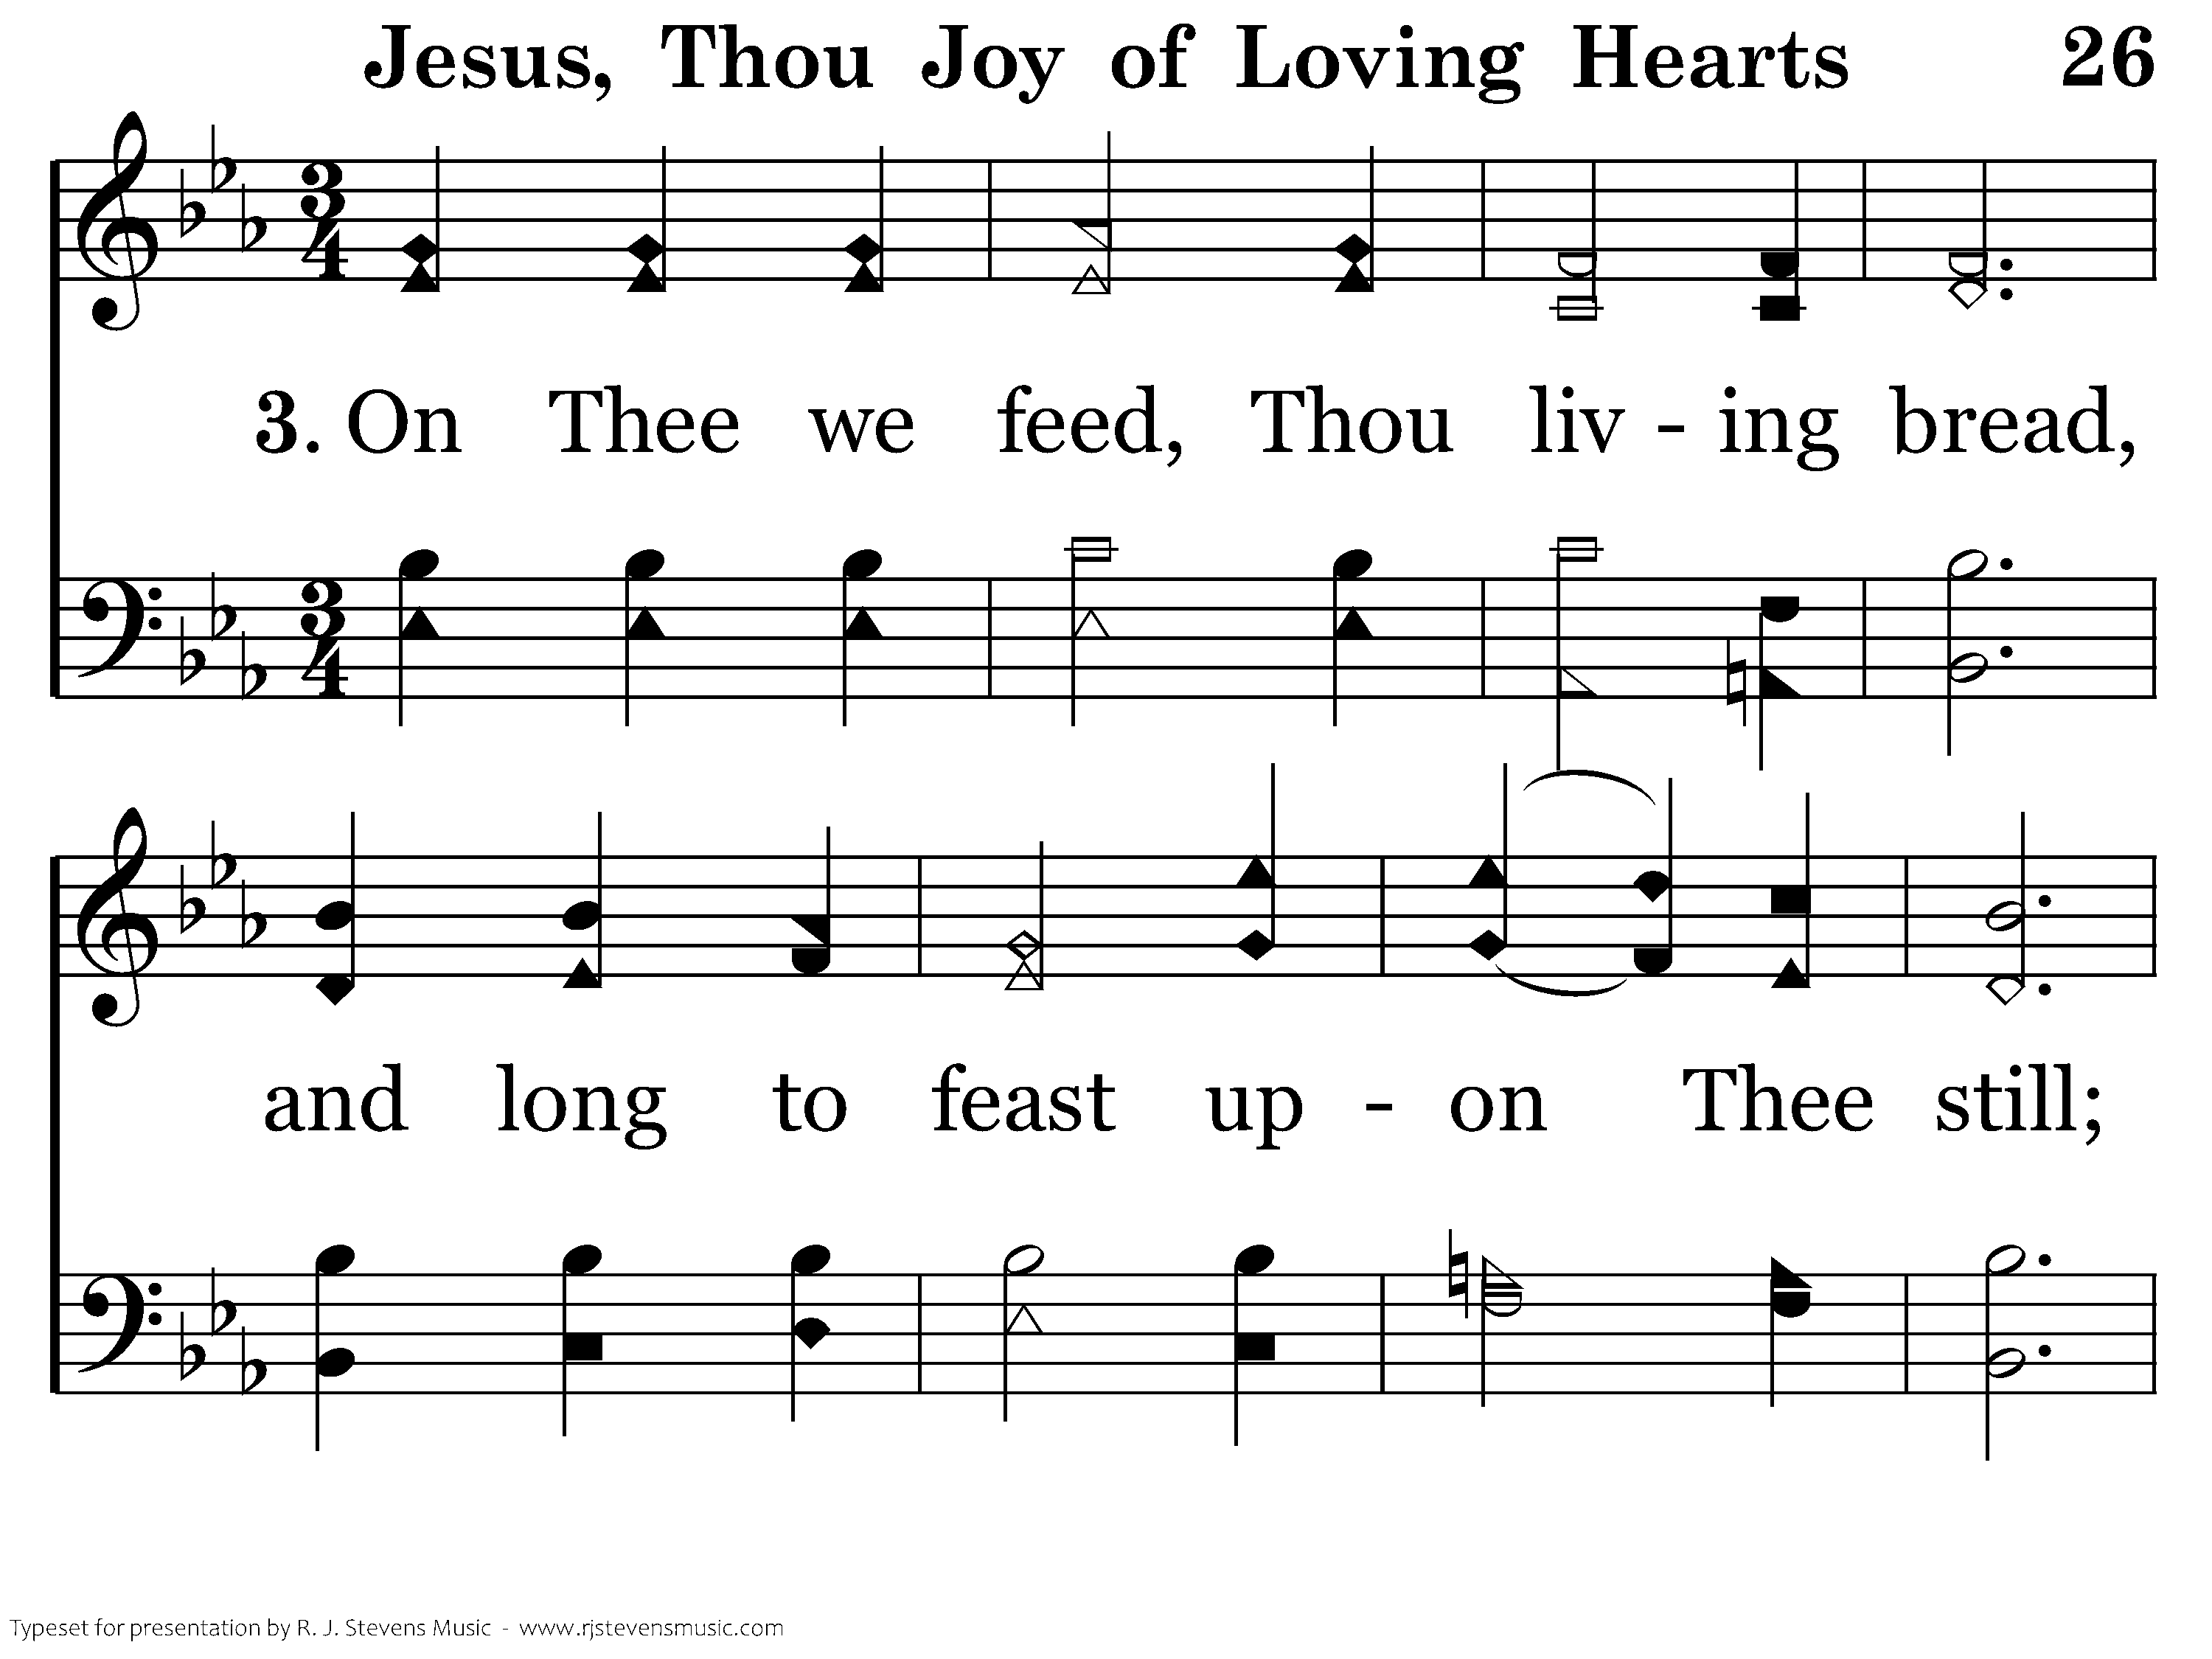 Jesus, Thou Joy of Loving Hearts 26
3. On Thee we feed, Thou liv - ing bread,
and long to feast up - on Thee still;
Typeset for presentation by R. J. Stevens Music - www.rjstevensmusic.com